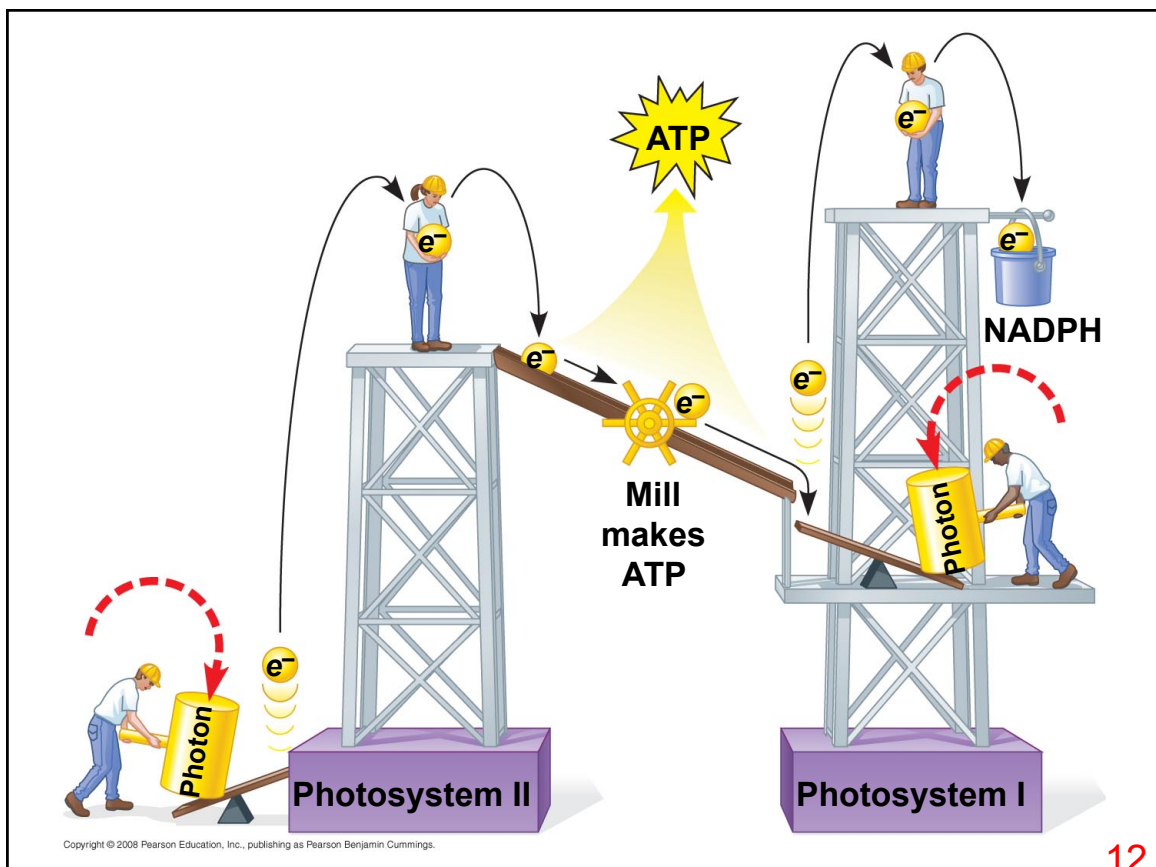 e–
ATP
e–
e–
e–
NADPH
e–
e–
Mill
makes
ATP
Photon
e–
Photon
Photosystem II
Photosystem I
Copyright © 2008 Pearson Education, Inc., publishing as Pearson Benjamin Cummings.
12